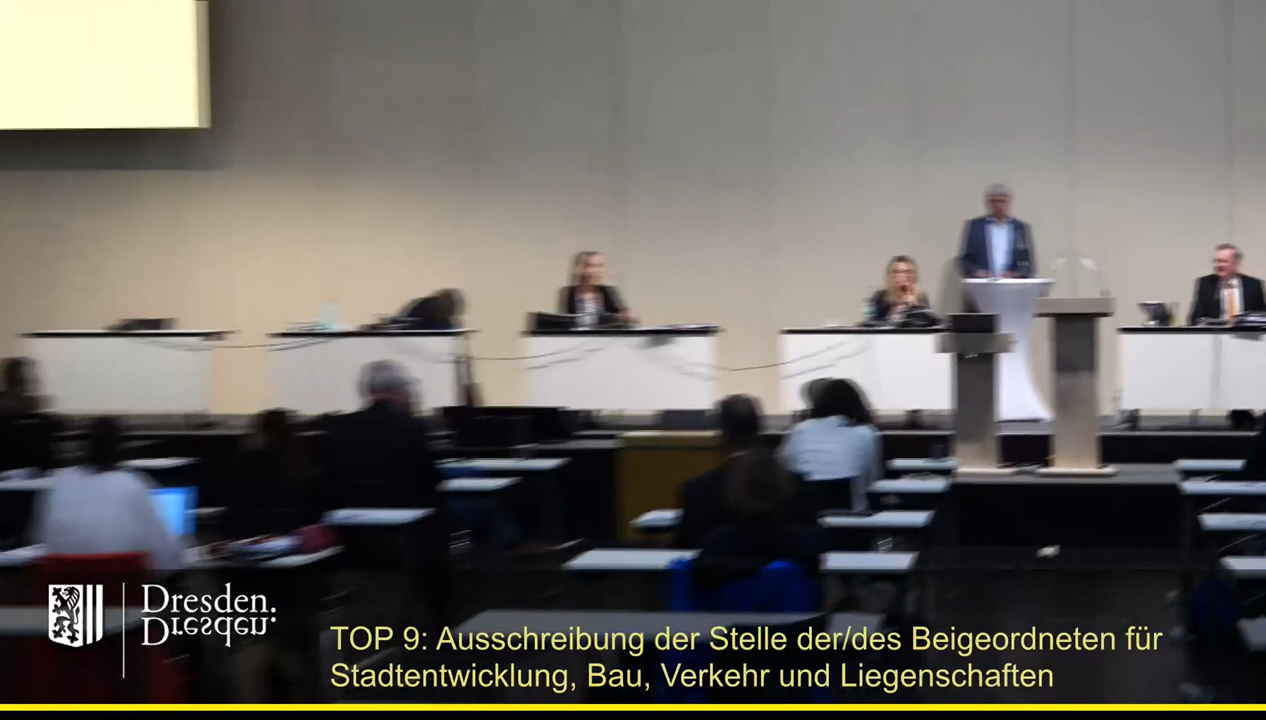 Dresden.
Dresden.
TOP 9: Ausschreibung der Stelle der/des Beigeordneten für
Stadtentwicklung, Bau, Verkehr und Liegenschaften